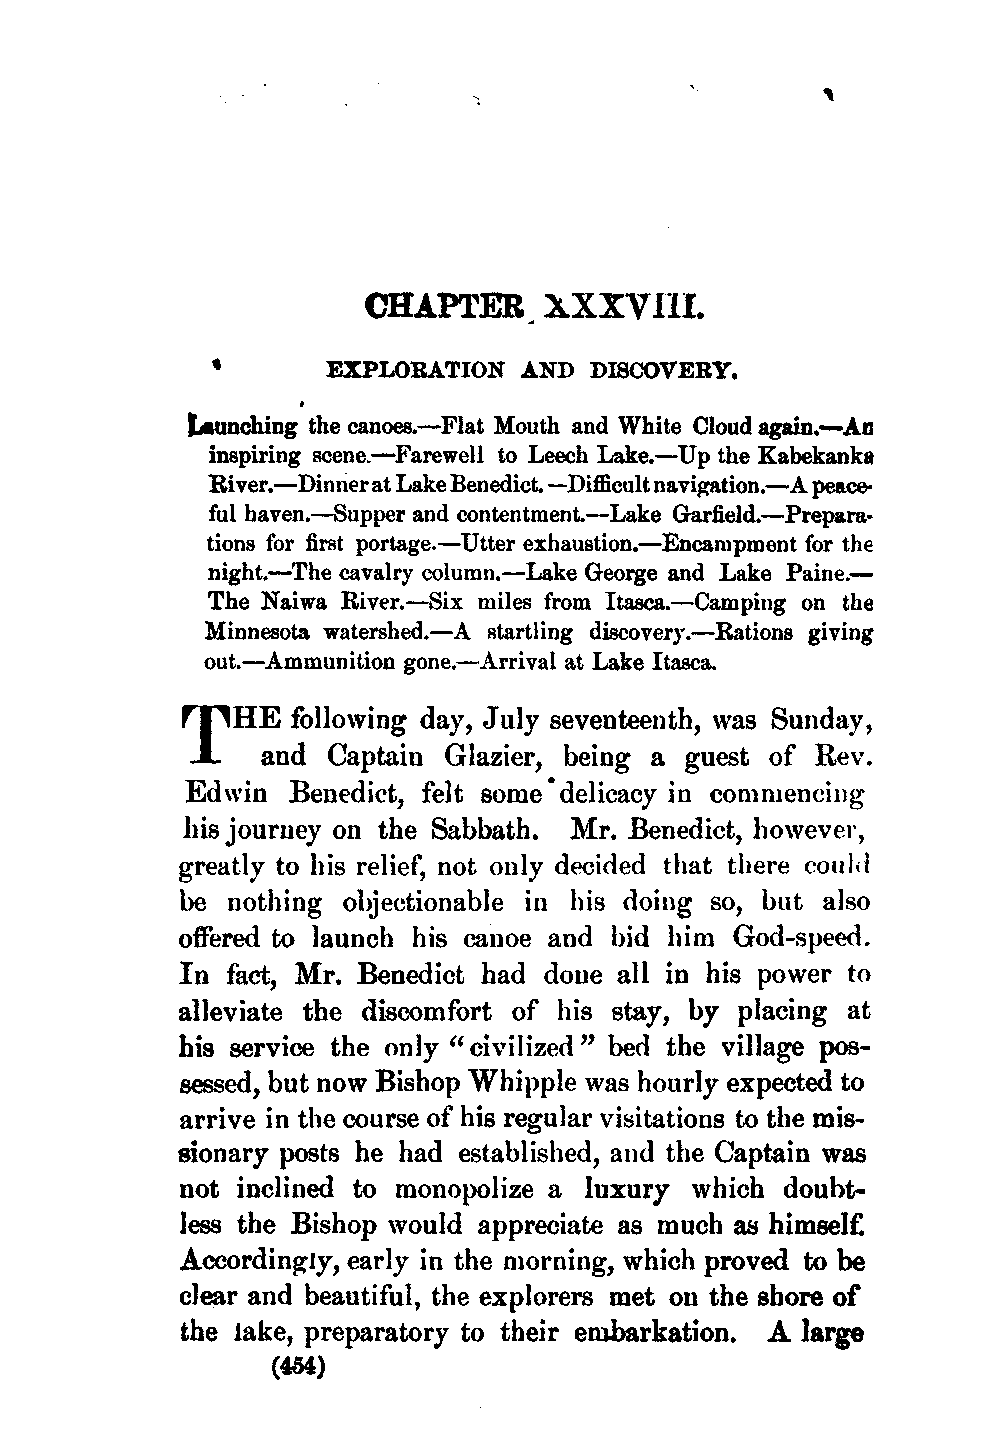 CHAPTER XXXVIII.
EXPLORATION AND DISCOVERY.
Launching the canoes.—Flat Mouth and White Cloud again.—An
inspiring scene.—Farewell to Leech Lake.—Up the Kabekanka
River.—Dinner at Lake Benedict.—Difficult navigation.—A peace-
ful haven.—Supper and contentment.—Lake Garfield.—Prepara-
tions for first portage.—Utter exhaustion.—Encampment for the
night.—The cavalry column.—Lake George and Lake Paine.—
The Naiwa River.—Six miles from Itasca.—Camping on the
Minnesota watershed.—A startling discovery.—Rations giving
out.—Ammunition gone.—Arrival at Lake Itasca.
THE following day, July seventeenth, was Sunday,
and Captain Glazier, being a guest of Rev.
Edwin Benedict, felt some delicacy in commencing
his journey on the Sabbath. Mr. Benedict, however,
greatly to his relief, not only decided that there could
be nothing objectionable in his doing so, but also
offered to launch his canoe and bid him God-speed.
In fact, Mr. Benedict had done all in his power to
alleviate the discomfort of his stay, by placing at
his service the only “civilized” bed the village pos-
sessed, but now Bishop Whipple was hourly expected to
arrive in the course of his regular visitations to the mis-
sionary posts he had established, and the Captain was
not inclined to monopolize a luxury which doubt-
less the Bishop would appreciate as much as himself.
Accordingly, early in the morning, which proved to be
clear and beautiful, the explorers met on the shore of
the lake, preparatory to their embarkation. A large
(454)